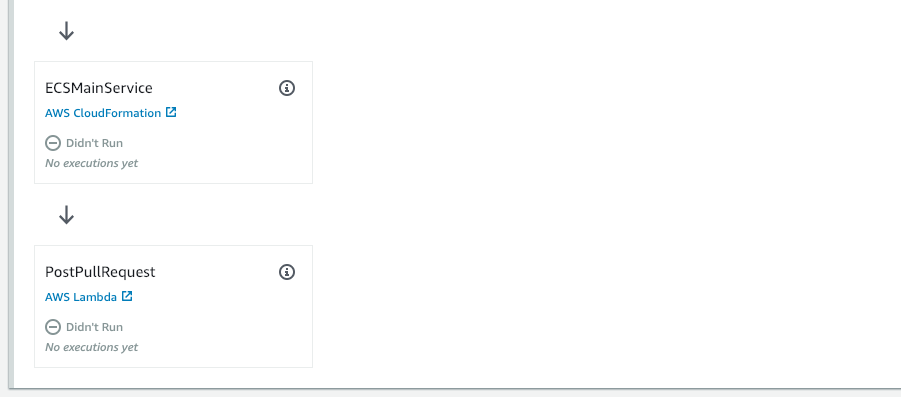 ECSMainService
AWS CloudFormation
Didn't Run
No executions yet
PostPullRequest
AWS Lambda
Didn't Run
No executions yet